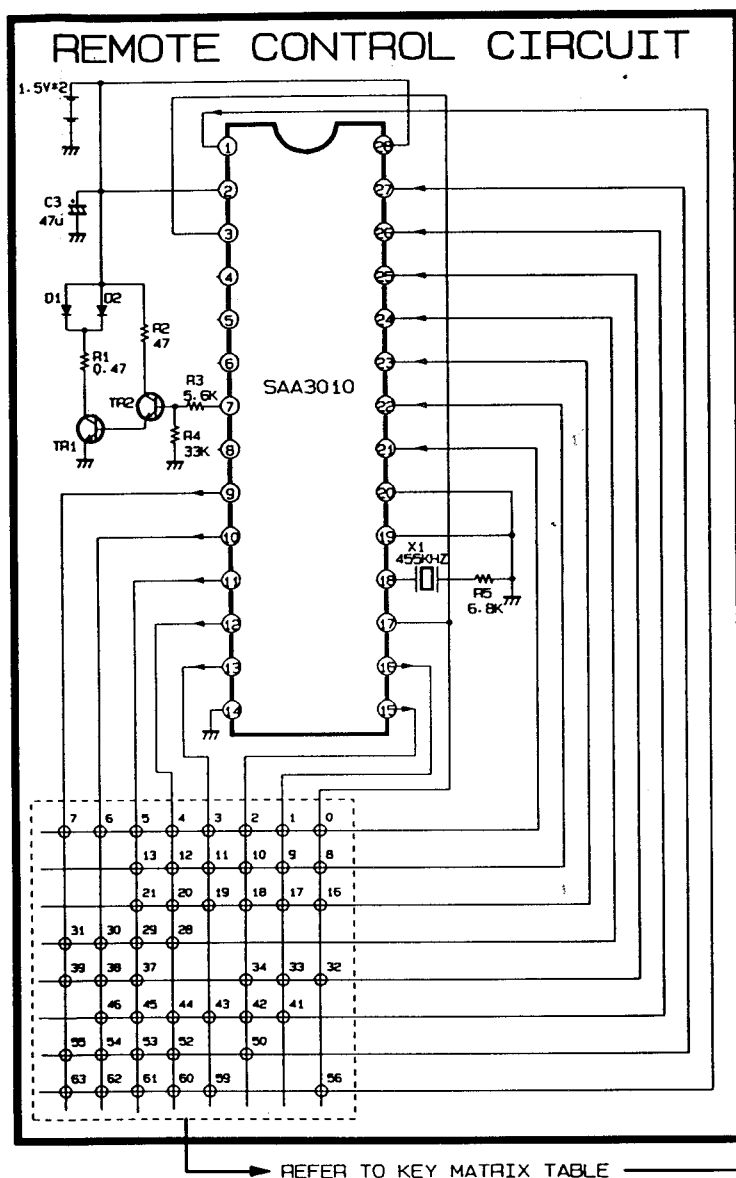 REMOTE CONTROL CIRCUIT
1.5V*2
1
28
2
27
C3
47u
3
26
4
25
D1
D2
5
24
R2
47
R1
0.47
6
23
SAA3010
R3
5.6K
TR2
7
22
TR1
R4
33K
8
21
9
20
10
19
X1
455KHZ
11
18
R5
6.8K
12
17
13
16
14
15
7 6 5 4 3 2 1 0
13 12 11 10 9 8
21 20 19 18 17 16
31 30 29 28
39 38 37 34 33 32
46 45 44 43 42 41
55 54 53 52 50
63 62 61 60 59 56
REFER TO KEY MATRIX TABLE